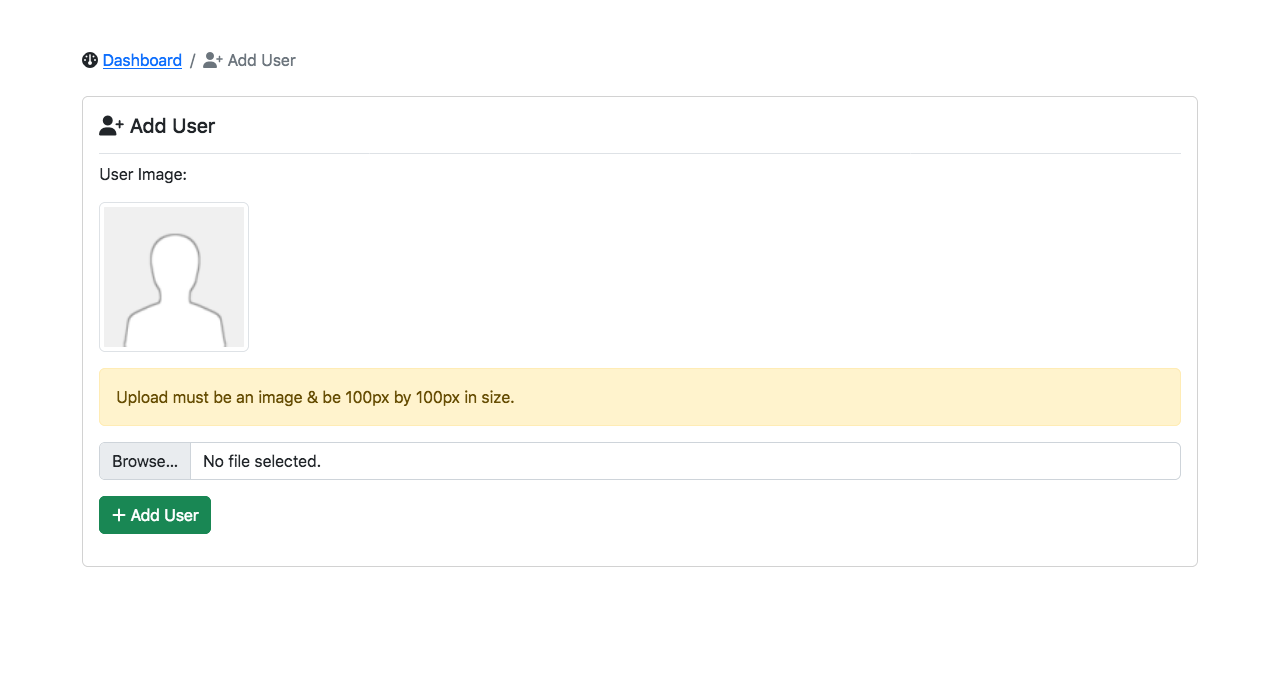 Dashboard / Add User
Add User
User Image:
Upload must be an image & be 100px by 100px in size.
Browse... No file selected.
+ Add User